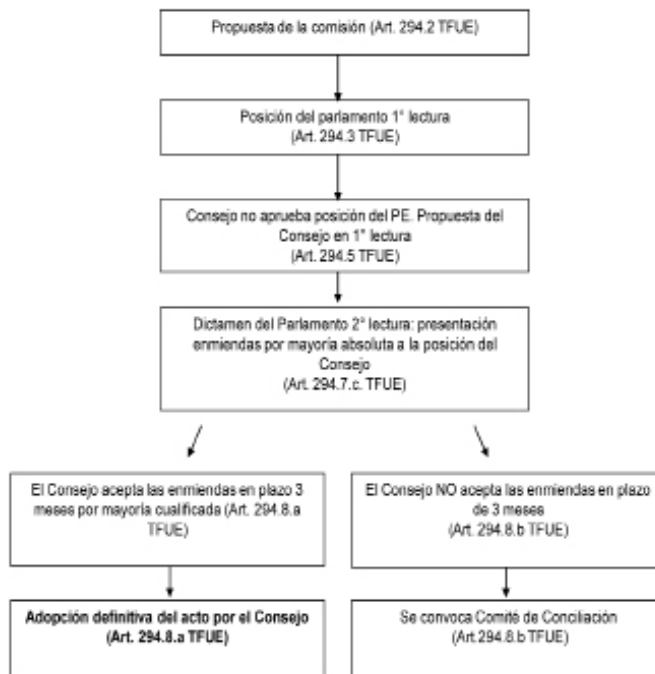 Propuesta de la comisión (Art. 294.2 TFUE)
Posición del parlamento 1° lectura
(Art. 294.3 TFUE)
Consejo no aprueba posición del PE. Propuesta del
Consejo en 1° lectura
(Art. 294.5 TFUE)
Dictamen del Parlamento 2° lectura: presentación
enmiendas por mayoría absoluta a la posición del
Consejo
(Art. 294.7.c. TFUE)
El Consejo acepta las enmiendas en plazo 3
meses por mayoría cualificada (Art. 294.8.a
TFUE)
El Consejo NO acepta las enmiendas en plazo
de 3 meses
(Art. 294.8.b TFUE)
Adopción definitiva del acto por el Consejo
(Art. 294.8.a TFUE)
Se convoca Comité de Conciliación
(Art.294.8.b TFUE)